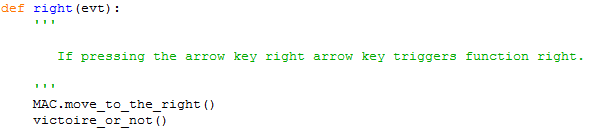 def right(evt):
'''
If pressing the arrow key right arrow key triggers function right.
'''
MAC.move_to_the_right()
victoire_or_not()